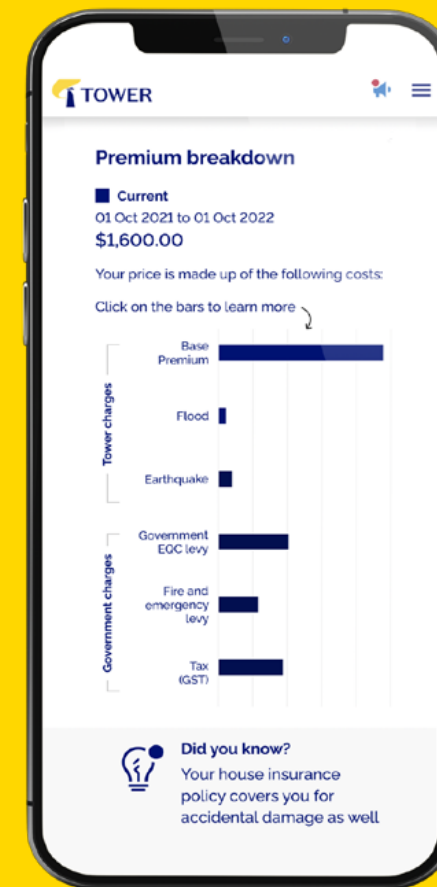 TOWER
Premium breakdown
Current
01 Oct 2021 to 01 Oct 2022
$1,600.00
Your price is made up of the following costs:
Click on the bars to learn more
Tower charges
Base
Premium
Flood
Earthquake
Government charges
Government
EQC levy
Fire and
emergency
levy
Tax
(GST)
Did you know?
Your house insurance
policy covers you for
accidental damage as well